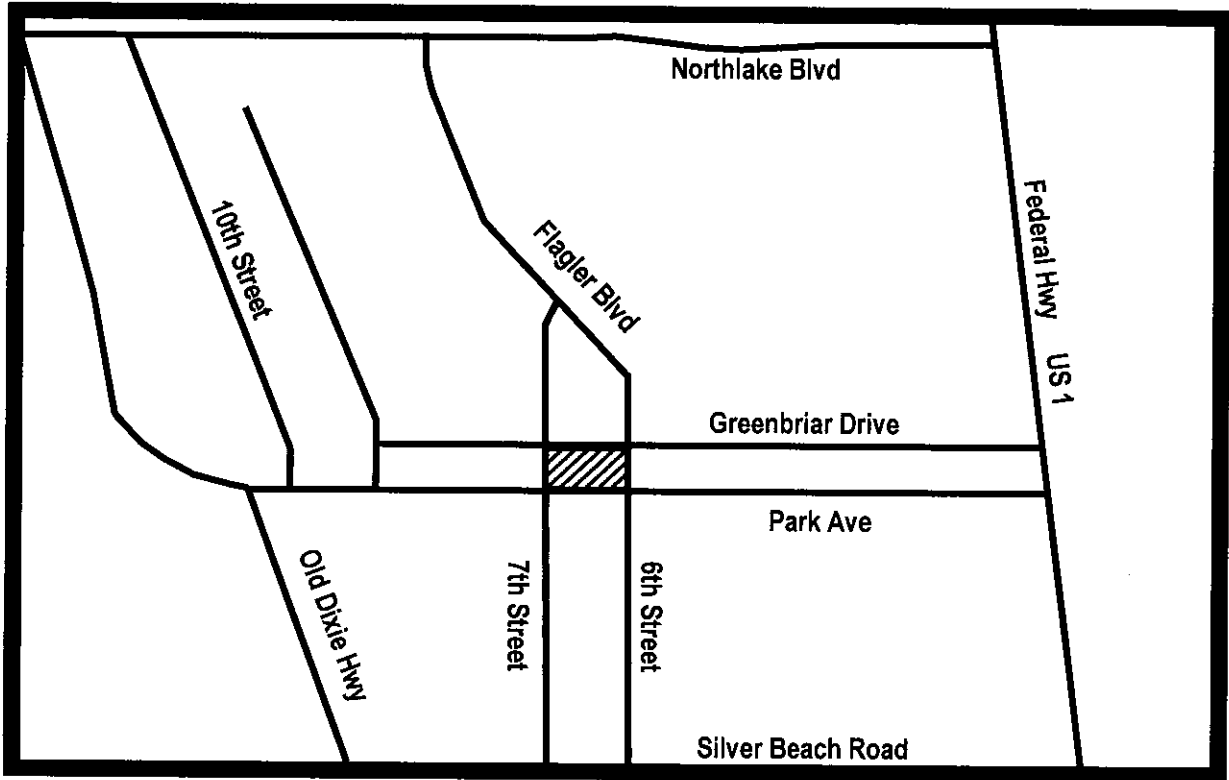 Northlake Blvd
10th Street
Flagler Blvd
Federal Hwy US 1
Greenbriar Drive
Park Ave
Old Dixie Hwy
7th Street
6th Street
Silver Beach Road